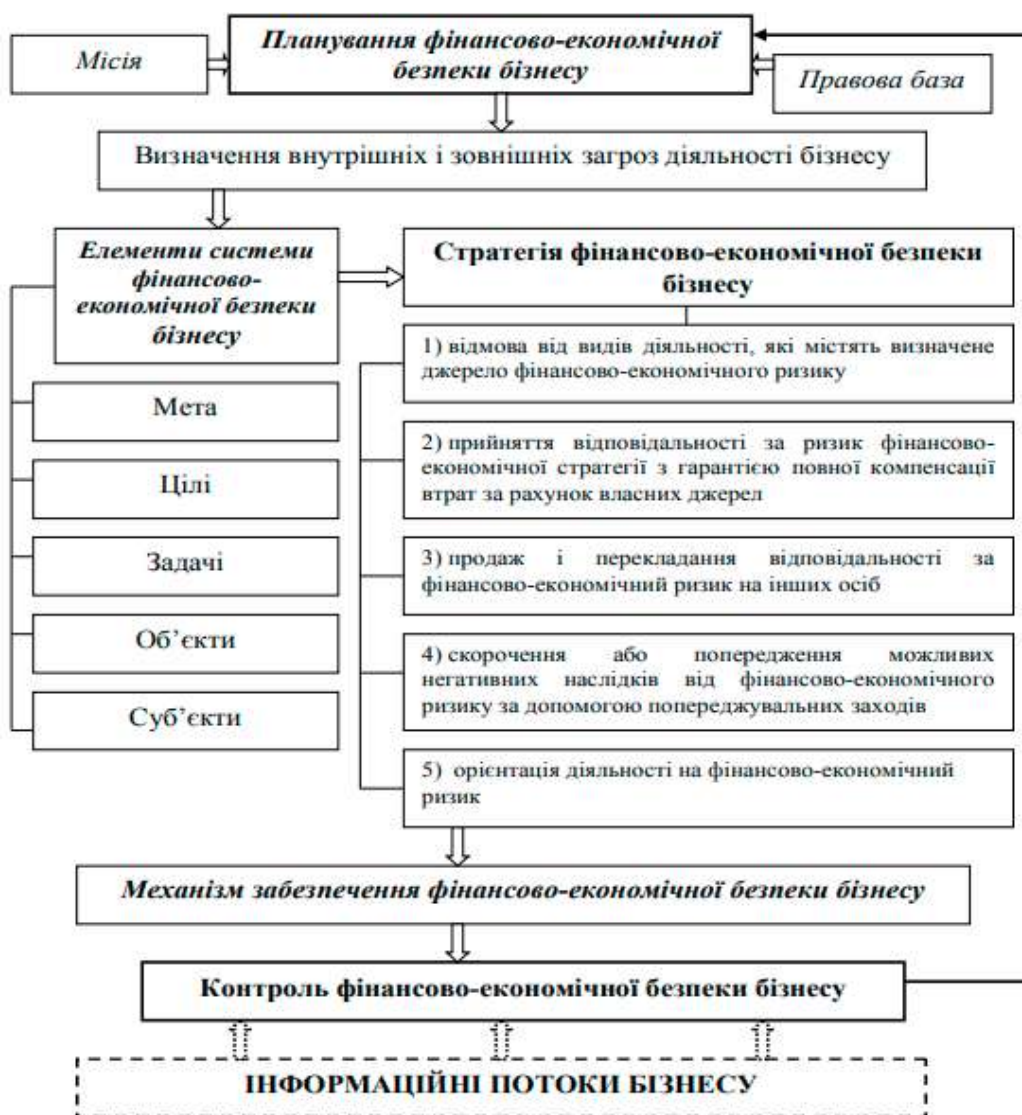 Планування фінансово-економічної
безпеки бізнесу
Місія
Правова база
Визначення внутрішніх і зовнішніх загроз діяльності бізнесу
Елементи системи
фінансово-
економічної безпеки
бізнесу
Мета
Цілі
Задачі
Об’єкти
Суб’єкти
Стратегія фінансово-економічної безпеки
бізнесу
1) відмова від видів діяльності, які містять визначене
джерело фінансово-економічного ризику
2) прийняття відповідальності за ризик фінансово-
економічної стратегії з гарантією повної компенсації
втрат за рахунок власних джерел
3) продаж і перекладання відповідальності за
фінансово-економічний ризик на інших осіб
4) скорочення або попередження можливих
негативних наслідків від фінансово-економічного
ризику за допомогою попереджувальних заходів
5) орієнтація діяльності на фінансово-економічний
ризик
Механізм забезпечення фінансово-економічної безпеки бізнесу
Контроль фінансово-економічної безпеки бізнесу
ІНФОРМАЦІЙНІ ПОТОКИ БІЗНЕСУ